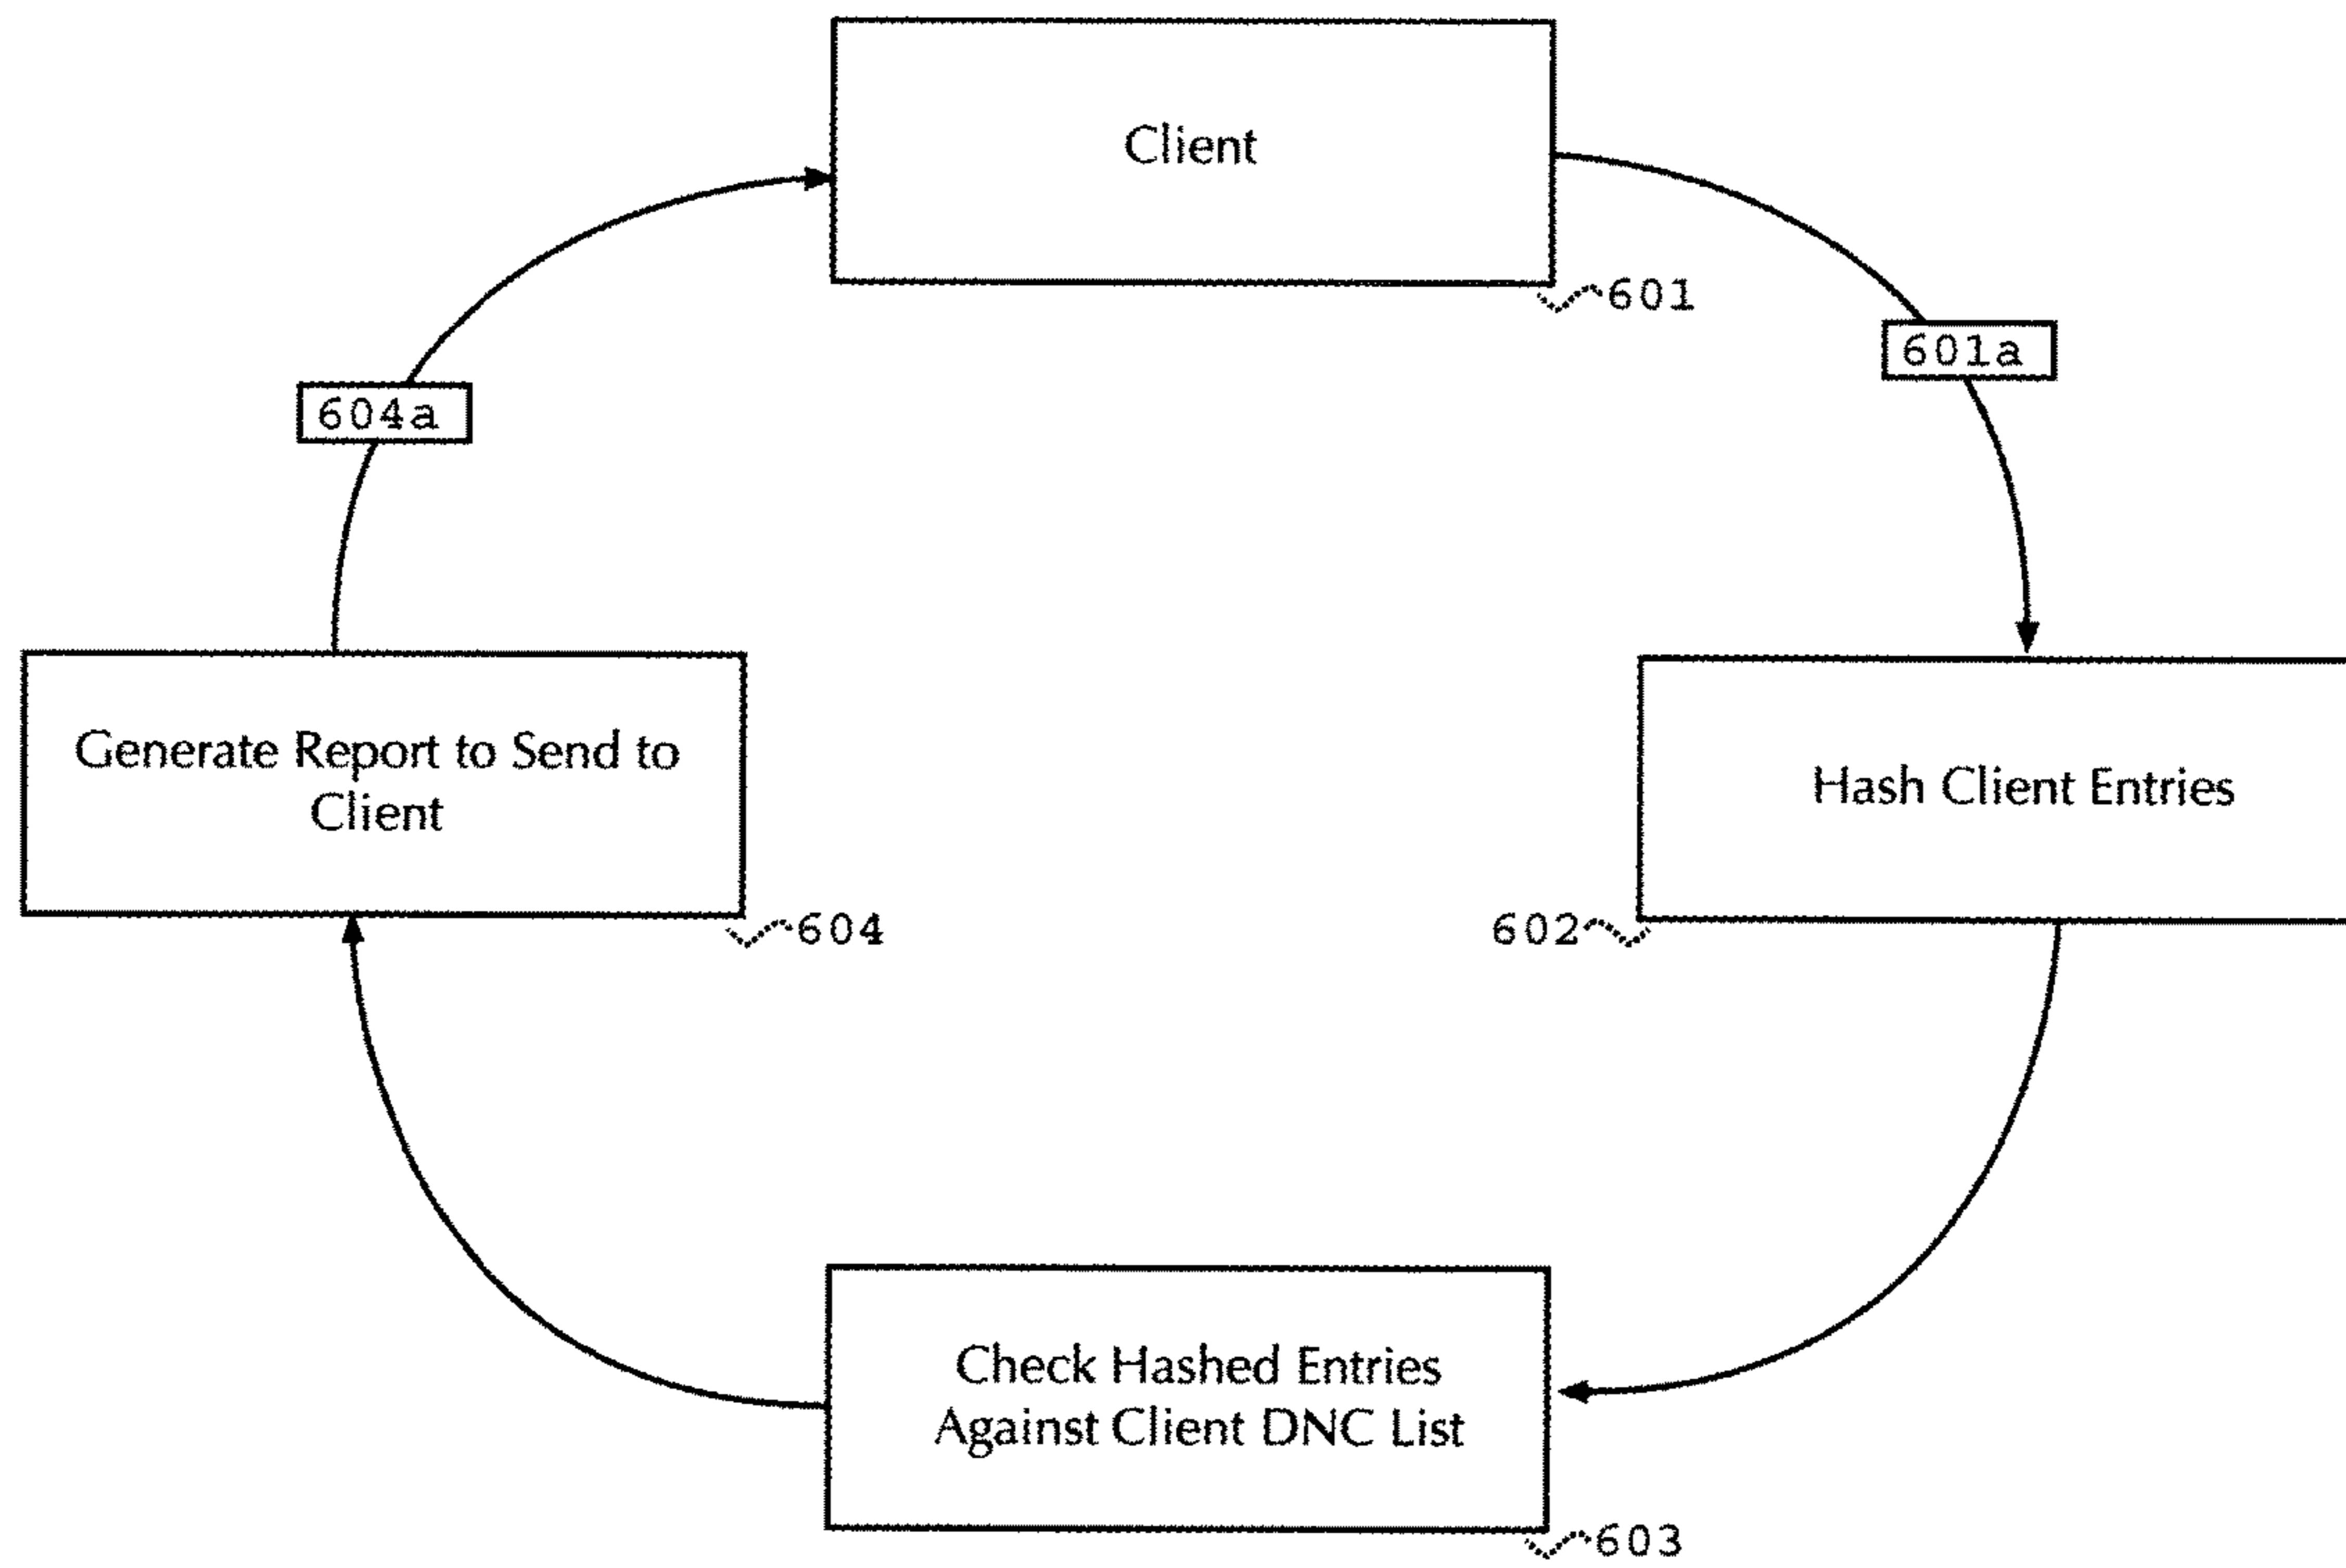 Client
601
601a
604a
Generate Report to Send to
Client
604
Hash Client Entries
602
Check Hashed Entries
Against Client DNC List
603